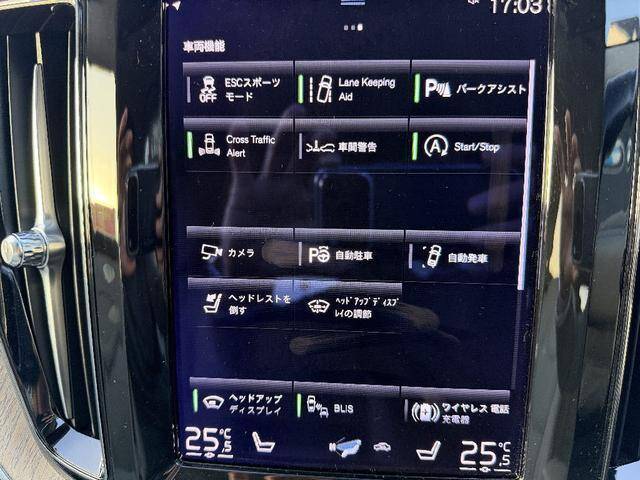 17:03
車両機能
ESCスポーツ
モード
OFF
Lane Keeping
Aid
P
パークアシスト
Cross Traffic
Alert
車間警告
A
Start/Stop
カメラ
P
自動駐車
自動発車
ヘッドレストを
倒す
ヘッドアップディスプ
レイの調節
ヘッドアップ
ディスプレイ
BLIS
ワイヤレス 電話
充電器
25.5℃
25.5℃